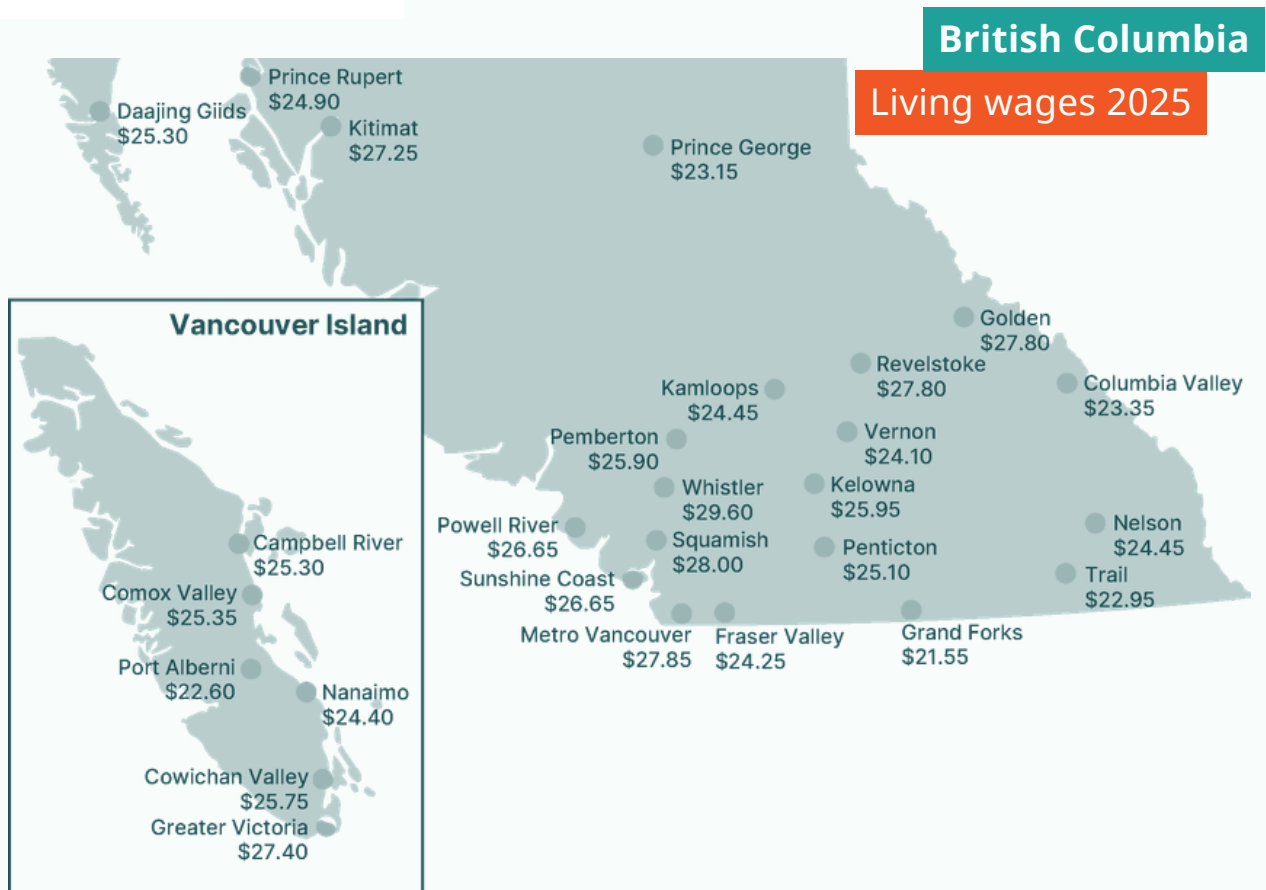 British Columbia
Living wages 2025
Prince Rupert
$24.90
Daajing Giids
$25.30
Kitimat
$27.25
Prince George
$23.15
Golden
$27.80
Revelstoke
$27.80
Columbia Valley
$23.35
Kamloops
$24.45
Pemberton
$25.90
Vernon
$24.10
Whistler
$29.60
Kelowna
$25.95
Powell River
$26.65
Squamish
$28.00
Penticton
$25.10
Nelson
$24.45
Sunshine Coast
$26.65
Trail
$22.95
Metro Vancouver
$27.85
Fraser Valley
$24.25
Grand Forks
$21.55
Vancouver Island
Campbell River
$25.30
Comox Valley
$25.35
Port Alberni
$22.60
Nanaimo
$24.40
Cowichan Valley
$25.75
Greater Victoria
$27.40